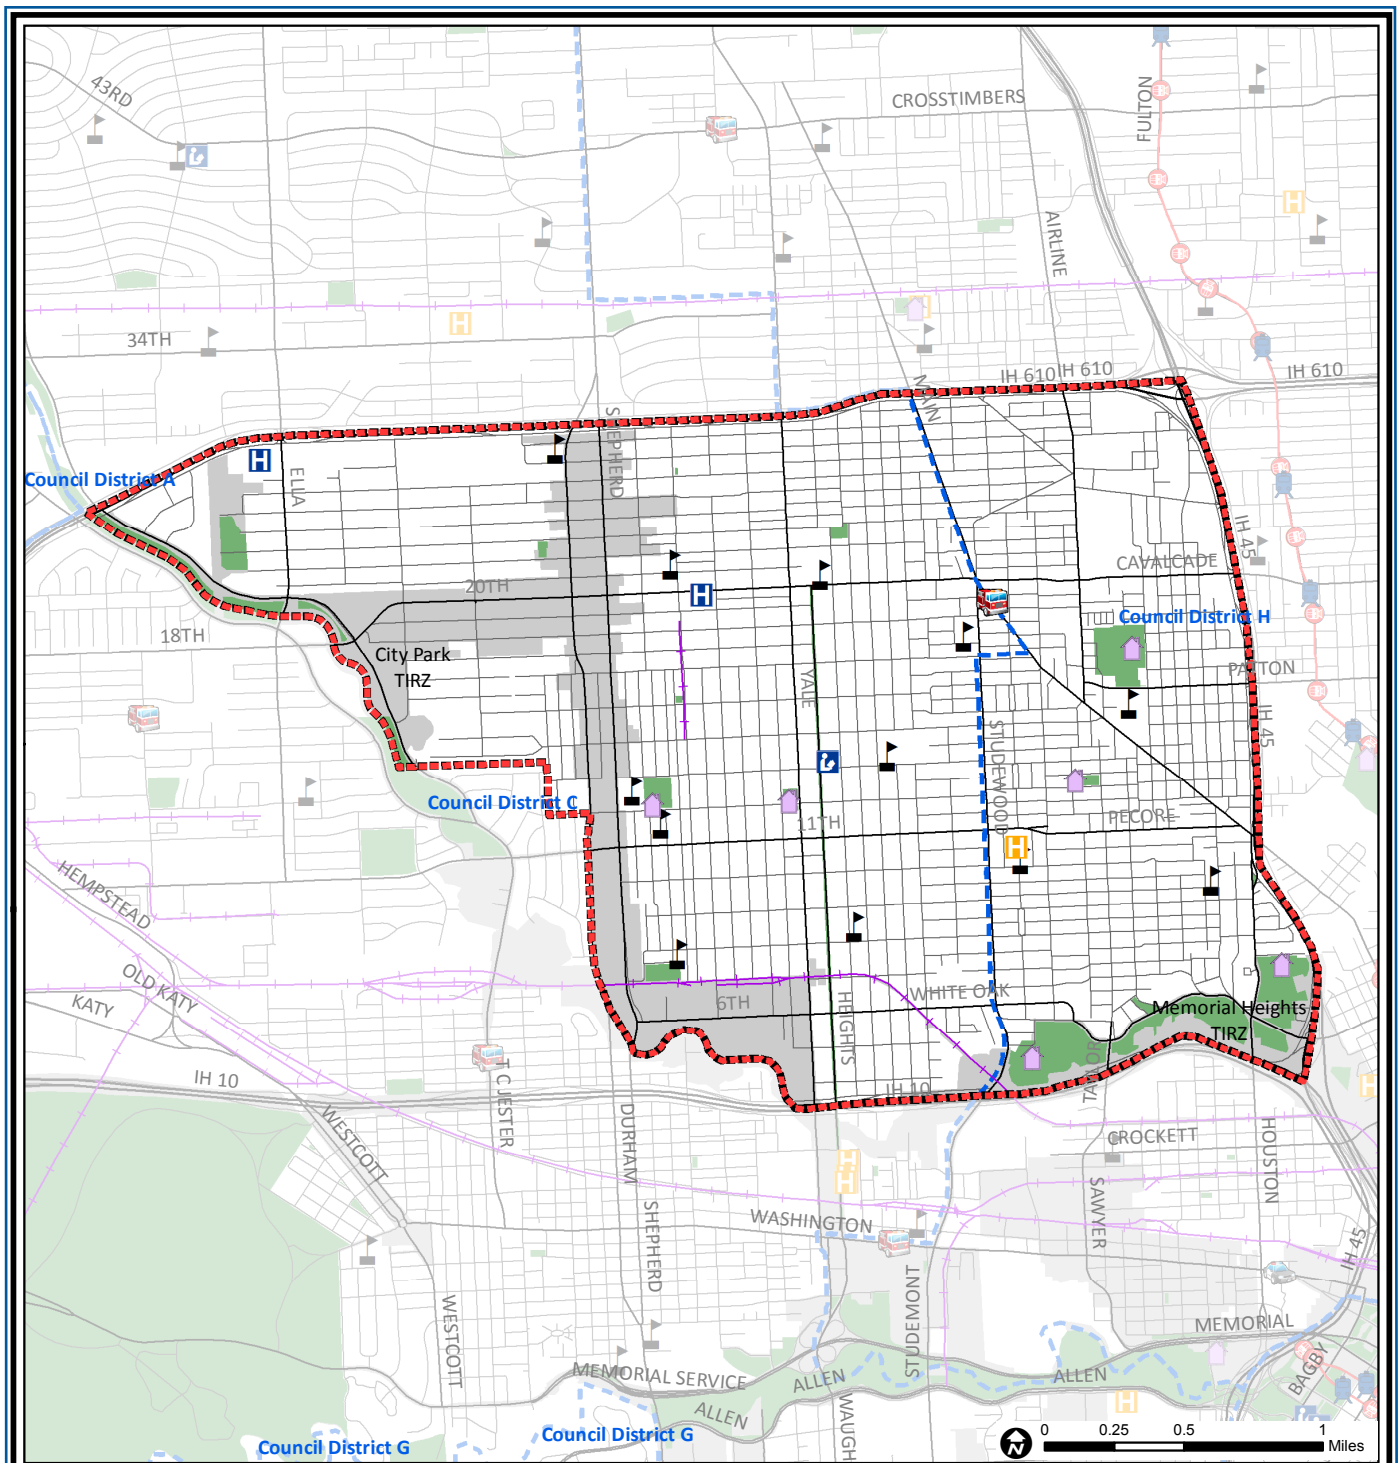 43RD
CROSSTIMBERS
FULTON
AIRLINE
34TH
MAIN
IH 610
IH 610
IH 610
SHEPHERD
H
ELLA
Council District A
IH 45
CAVALCADE
20TH
H
Council District H
18TH
City Park
TIRZ
PATTON
YALE
STUDEWOOD
IH 45
Council District C
11TH
PECORE
H
HEMPSTEAD
OLD KATY
KATY
6TH
WHITE OAK
HEIGHTS
Memorial Heights
TIRZ
TAYLOR
IH 10
IH 10
T C JESTER
DURHAM
WESTCOTT
CROCKETT
HOUSTON
SAWYER
SHEPHERD
WASHINGTON
IH 45
STUDEMONT
WESTCOTT
MEMORIAL
MEMORIAL SERVICE
ALLEN
ALLEN
BAGBY
ALLEN
WAUGH
Council District G
Council District G
N
0 0.25 0.5 1
Miles
H
H
H
H
H
H
H
H